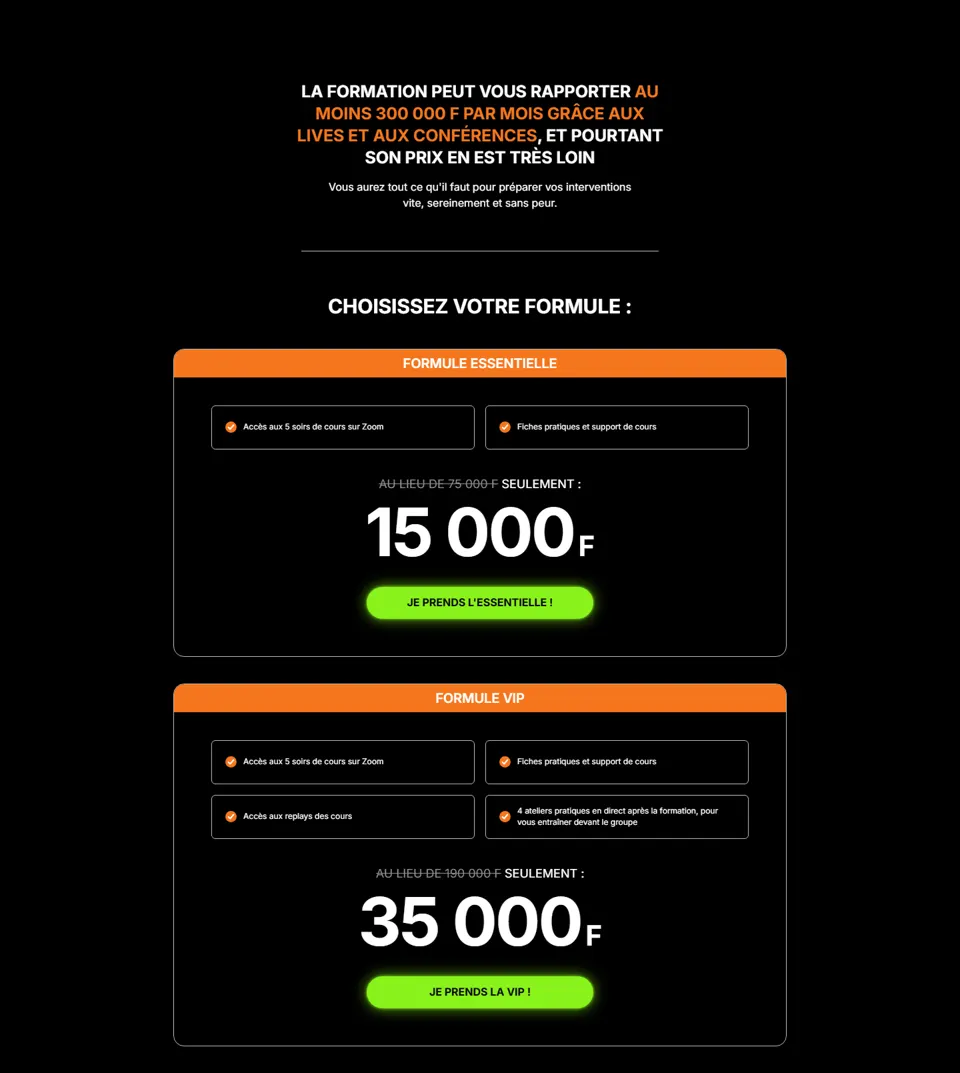 LA FORMATION PEUT VOUS RAPPORTER AU
MOINS 300 000 F PAR MOIS GRÂCE AUX
LIVES ET AUX CONFÉRENCES, ET POURTANT
SON PRIX EN EST TRÈS LOIN
Vous aurez tout ce qu'il faut pour préparer vos interventions
vite, sereinement et sans peur.
CHOISISSEZ VOTRE FORMULE :
FORMULE ESSENTIELLE
Accès aux 5 soirs de cours sur Zoom
Fiches pratiques et support de cours
AU LIEU DE 75 000 F SEULEMENT :
15 000 F
JE PRENDS L'ESSENTIELLE !
FORMULE VIP
Accès aux 5 soirs de cours sur Zoom
Fiches pratiques et support de cours
Accès aux replays des cours
4 ateliers pratiques en direct après la formation, pour
vous entraîner devant le groupe
AU LIEU DE 190 000 F SEULEMENT :
35 000 F
JE PRENDS LA VIP !